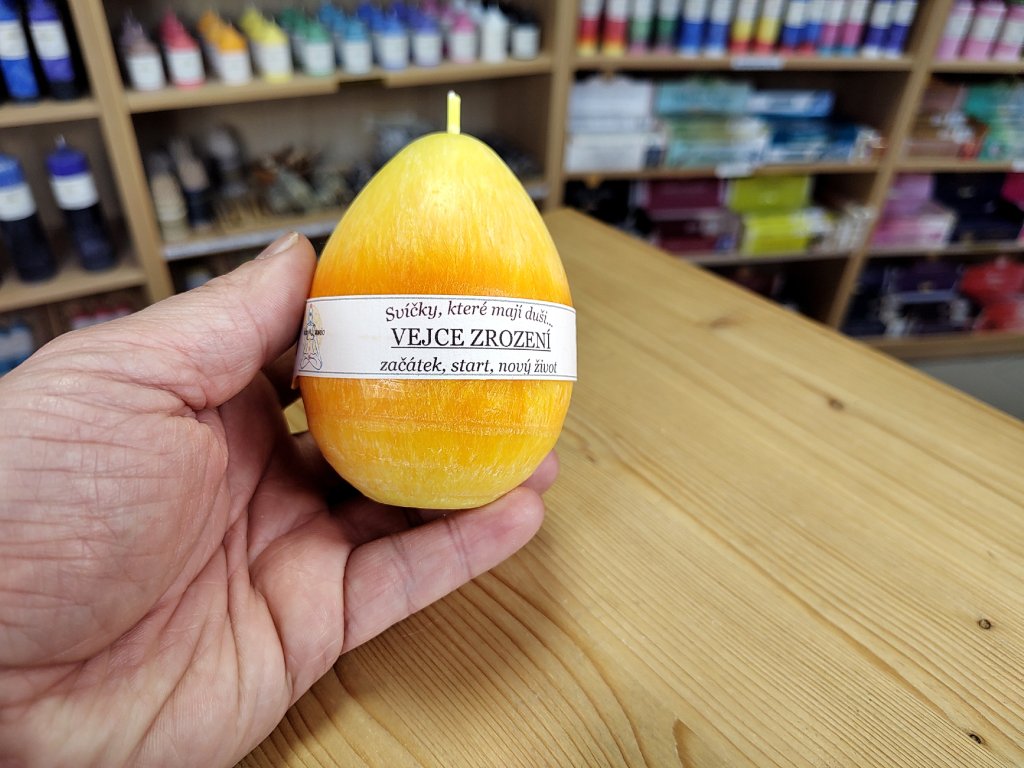 Svíčky, které mají duši...
VEJCE ZROZENÍ
začátek, start, nový život